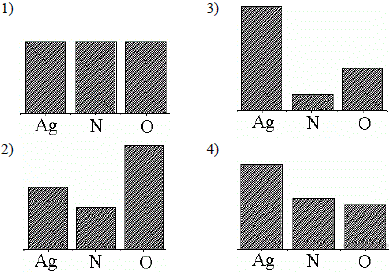 1)
Ag N O
2)
Ag N O
3)
Ag N O
4)
Ag N O